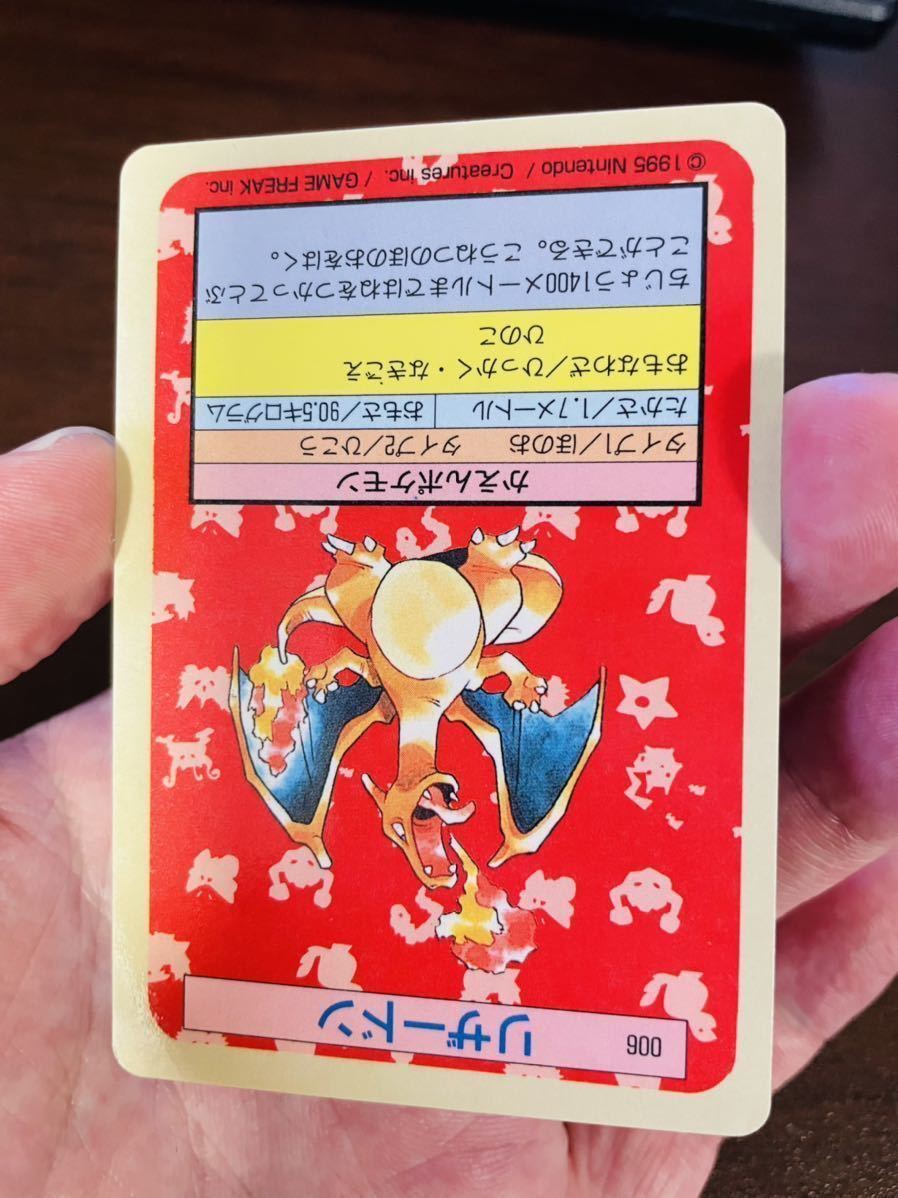 006 リザードン
かえんポケモン
タイプ1/ほのお タイプ2/ひこう
たかさ/1.7メートル おもさ/90.5キログラム
おもなわざ/ひっかく・なきごえ
ひのこ
ちじょう1400メートルまではねをつかってとぶ
ことができる。こうねつのほのおをはく。
©1995 Nintendo / Creatures inc. / GAME FREAK inc.